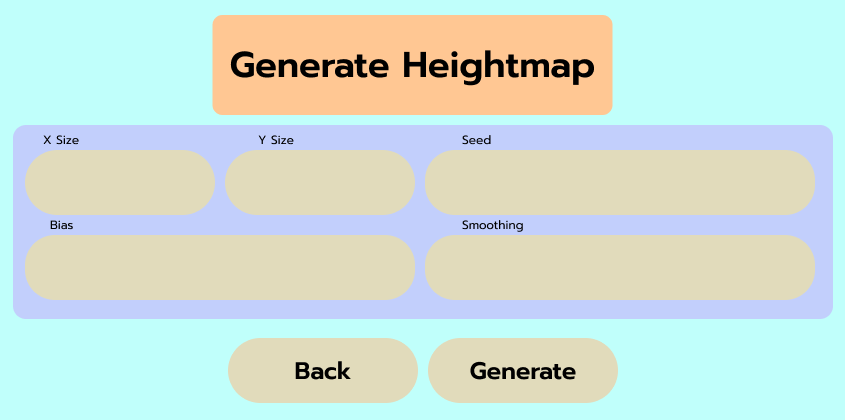 Generate Heightmap
X Size
Y Size
Seed
Bias
Smoothing
Back
Generate